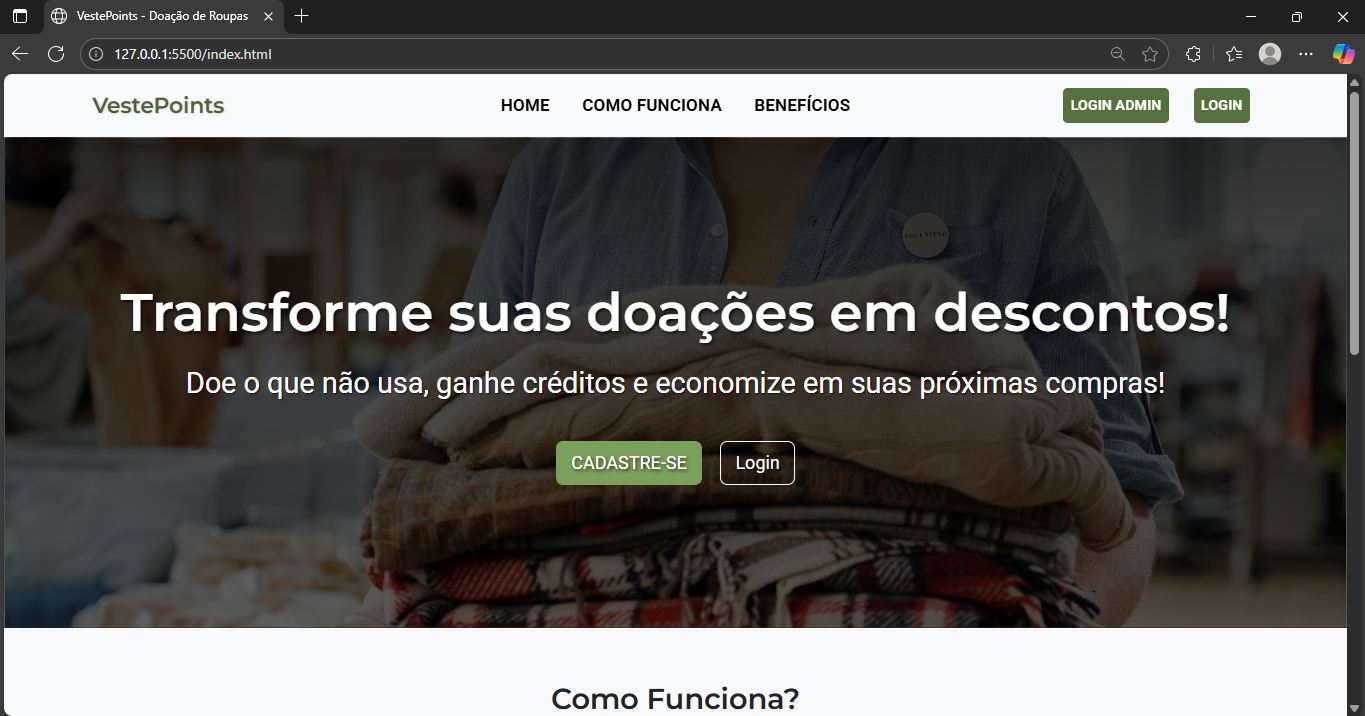 VestePoints - Doação de Roupas
127.0.0.1:5500/index.html
VestePoints
HOME COMO FUNCIONA BENEFÍCIOS
LOGIN ADMIN LOGIN
Transforme suas doações em descontos!
Doe o que não usa, ganhe créditos e economize em suas próximas compras!
CADASTRE-SE Login
Como Funciona?